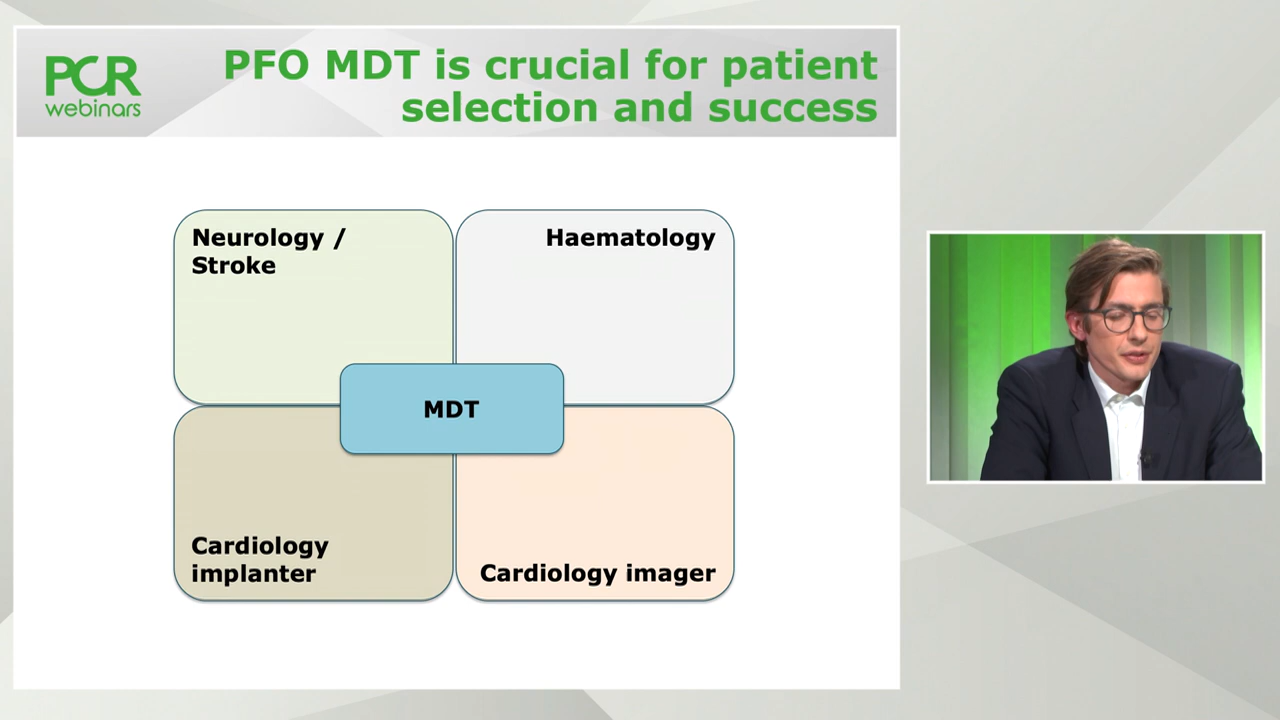 PCR
webinars
PFO MDT is crucial for patient
selection and success
Neurology /
Stroke
Haematology
MDT
Cardiology
implanter
Cardiology imager